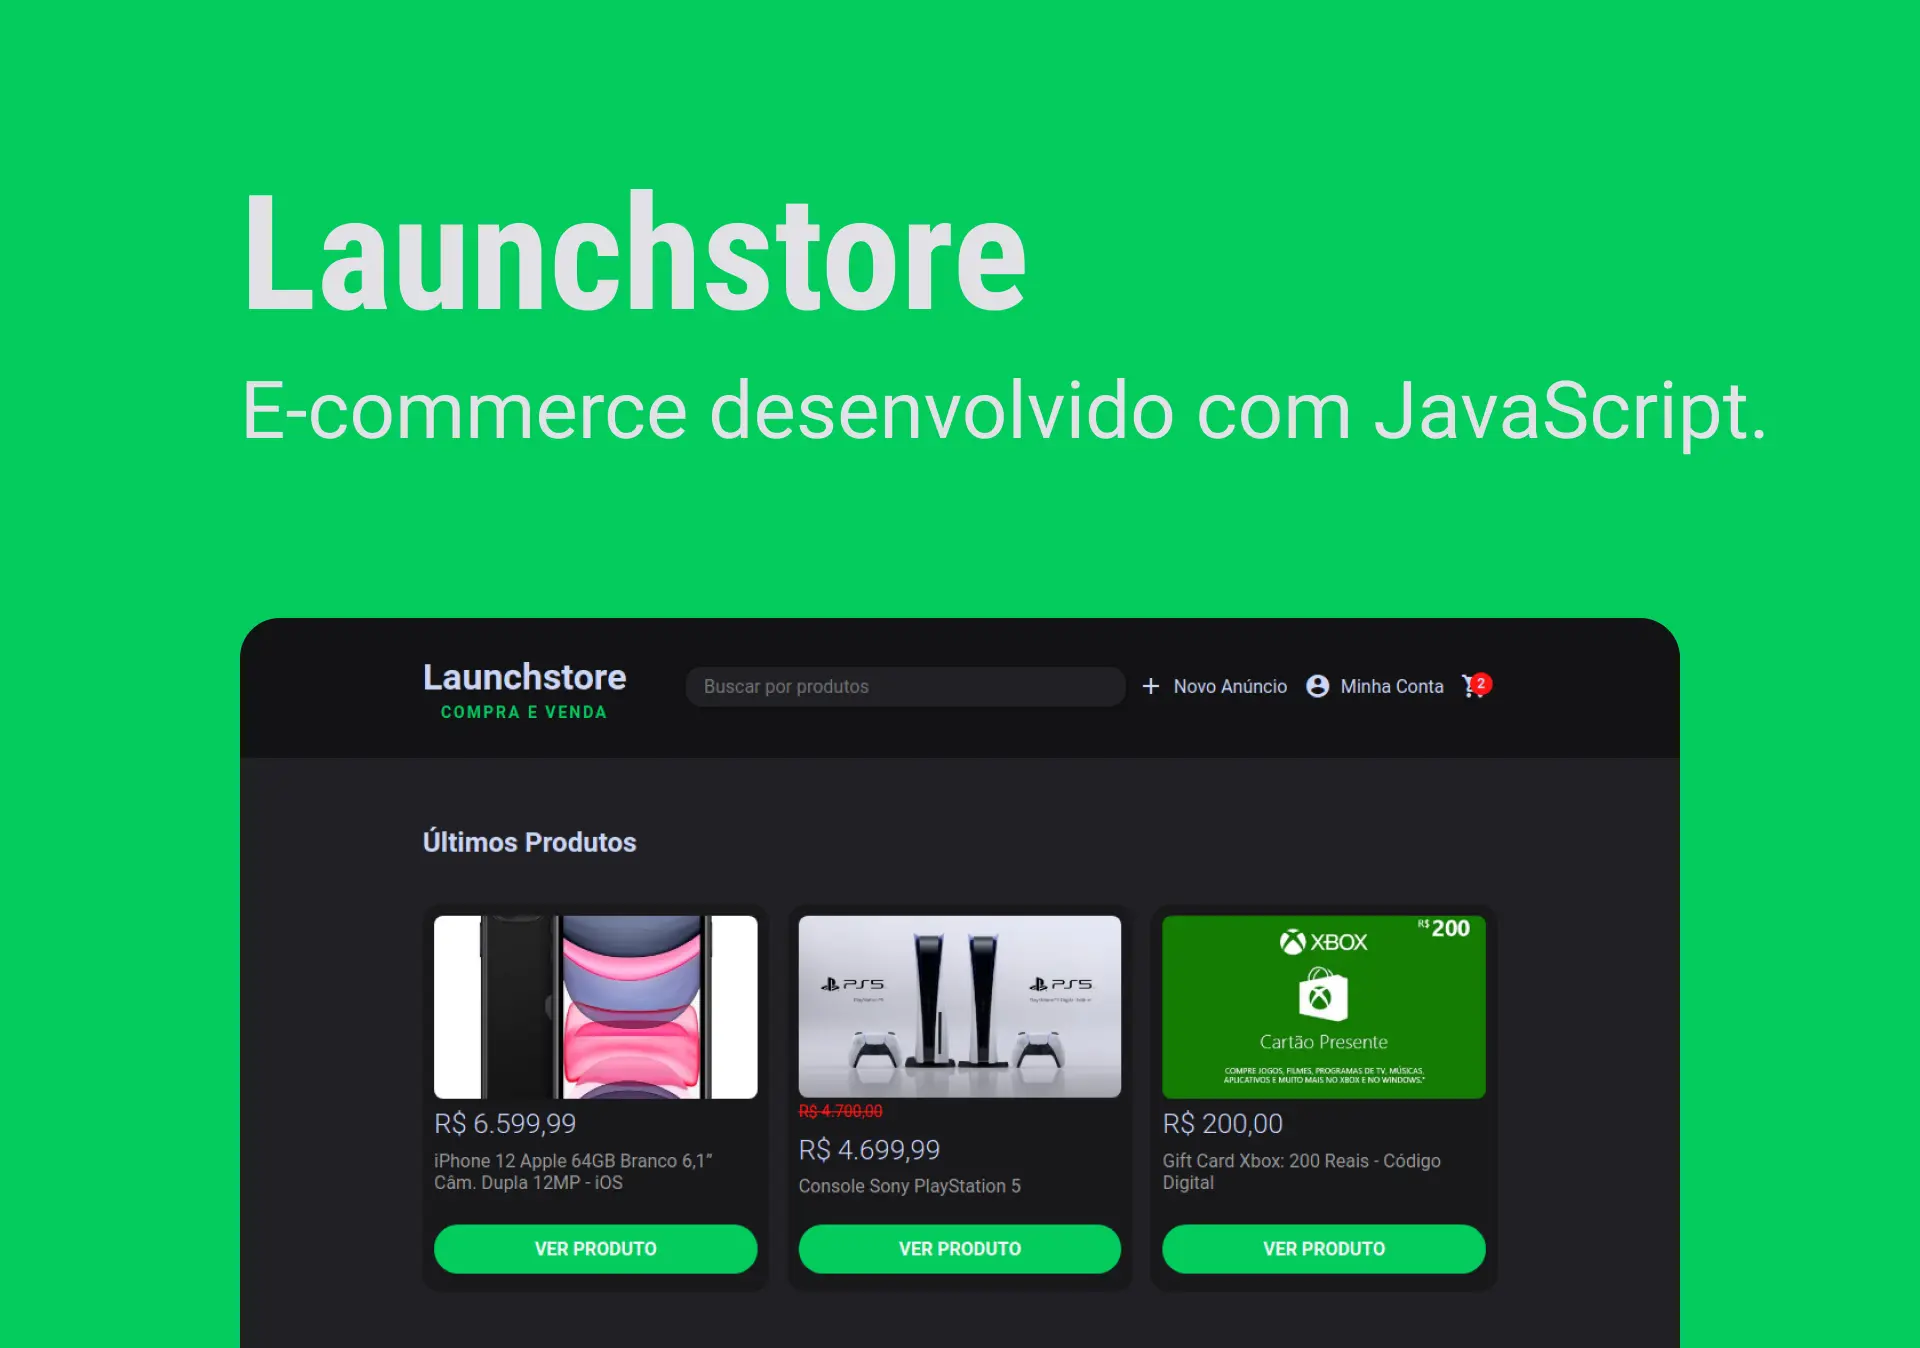 Launchstore
E-commerce desenvolvido com JavaScript.
Launchstore
COMPRA E VENDA
Buscar por produtos
+ Novo Anúncio
Minha Conta
2
Últimos Produtos
R$ 6.599,99
iPhone 12 Apple 64GB Branco 6,1”
Câm. Dupla 12MP - iOS
VER PRODUTO
PS5
PS5
R$ 4.700,00
R$ 4.699,99
Console Sony PlayStation 5
VER PRODUTO
R$ 200
XBOX
Cartão Presente
COMPRE JOGOS, FILMES, PROGRAMAS DE TV, MÚSICAS,
APLICATIVOS E MUITO MAIS NO XBOX E NO WINDOWS.*
R$ 200,00
Gift Card Xbox: 200 Reais - Código
Digital
VER PRODUTO